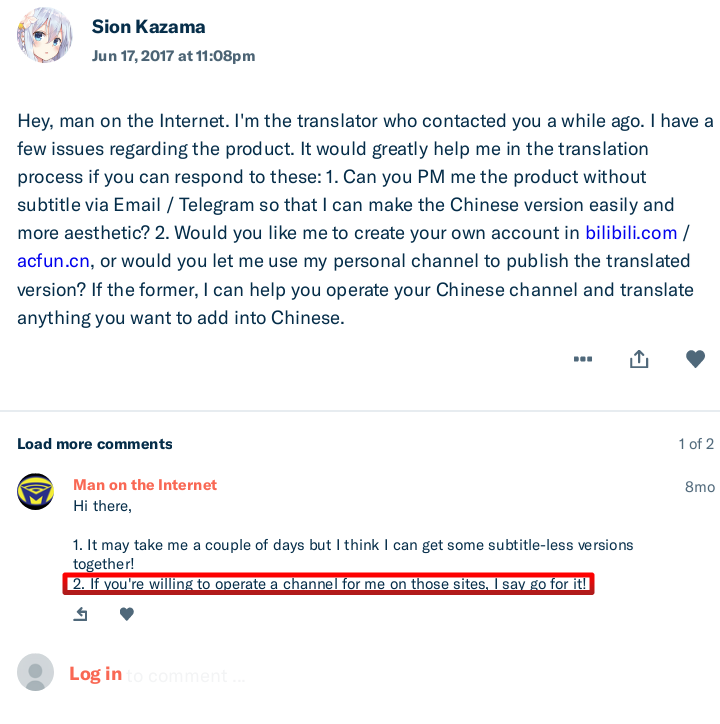 Sion Kazama
Jun 17, 2017 at 11:08pm
Hey, man on the Internet. I'm the translator who contacted you a while ago. I have a
few issues regarding the product. It would greatly help me in the translation
process if you can respond to these: 1. Can you PM me the product without
subtitle via Email / Telegram so that I can make the Chinese version easily and
more aesthetic? 2. Would you like me to create your own account in bilibili.com /
acfun.cn, or would you let me use my personal channel to publish the translated
version? If the former, I can help you operate your Chinese channel and translate
anything you want to add into Chinese.
Load more comments
1 of 2
Man on the Internet
8mo
Hi there,
1. It may take me a couple of days but I think I can get some subtitle-less versions
together!
2. If you're willing to operate a channel for me on those sites, I say go for it!
Log in to comment ...